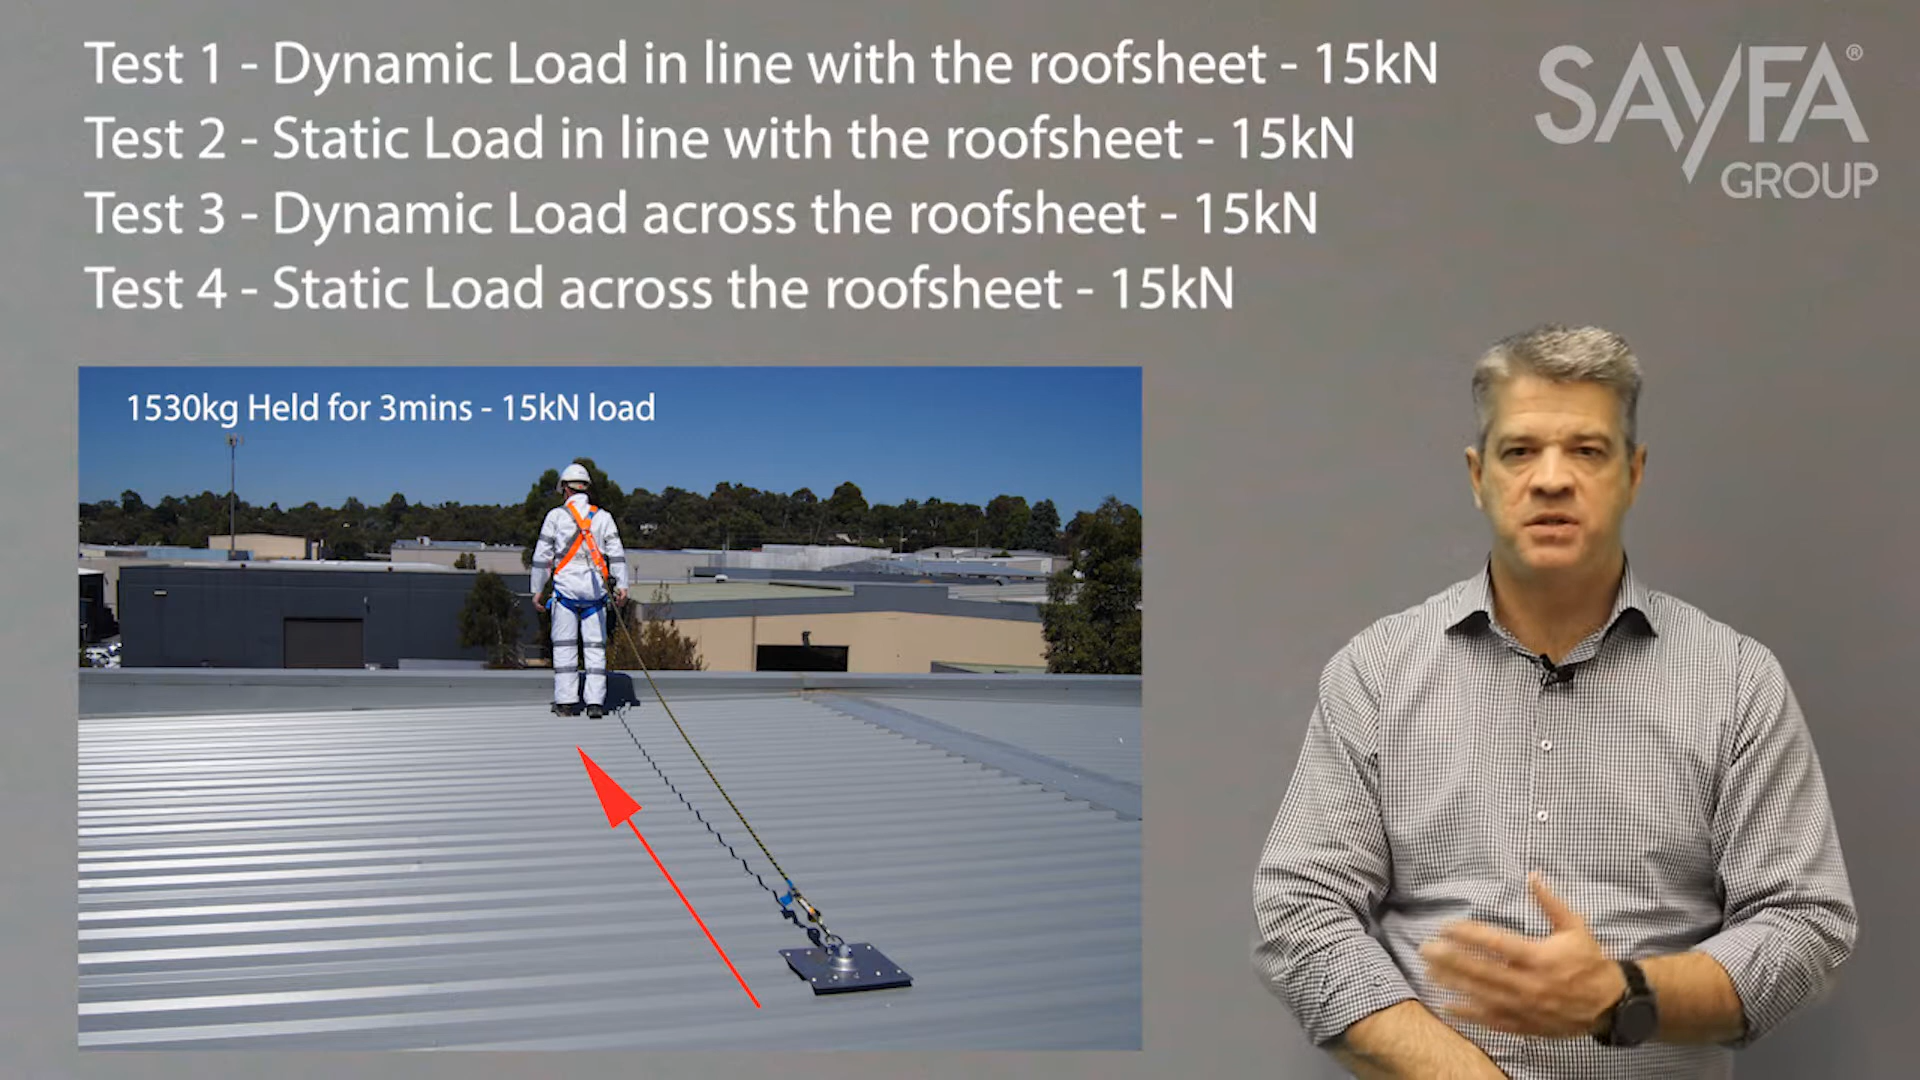 Test 1 - Dynamic Load in line with the roofsheet - 15kN
Test 2 - Static Load in line with the roofsheet - 15kN
Test 3 - Dynamic Load across the roofsheet - 15kN
Test 4 - Static Load across the roofsheet - 15kN
SAYFA®
GROUP
1530kg Held for 3mins - 15kN load